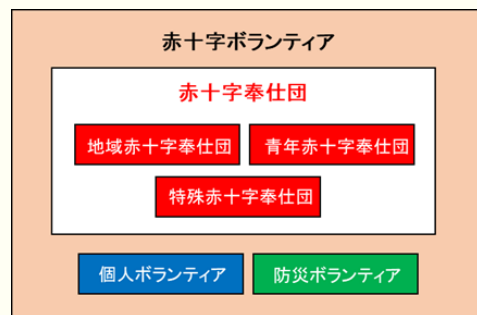 赤十字ボランティア
赤十字奉仕団
地域赤十字奉仕団
青年赤十字奉仕団
特殊赤十字奉仕団
個人ボランティア
防災ボランティア